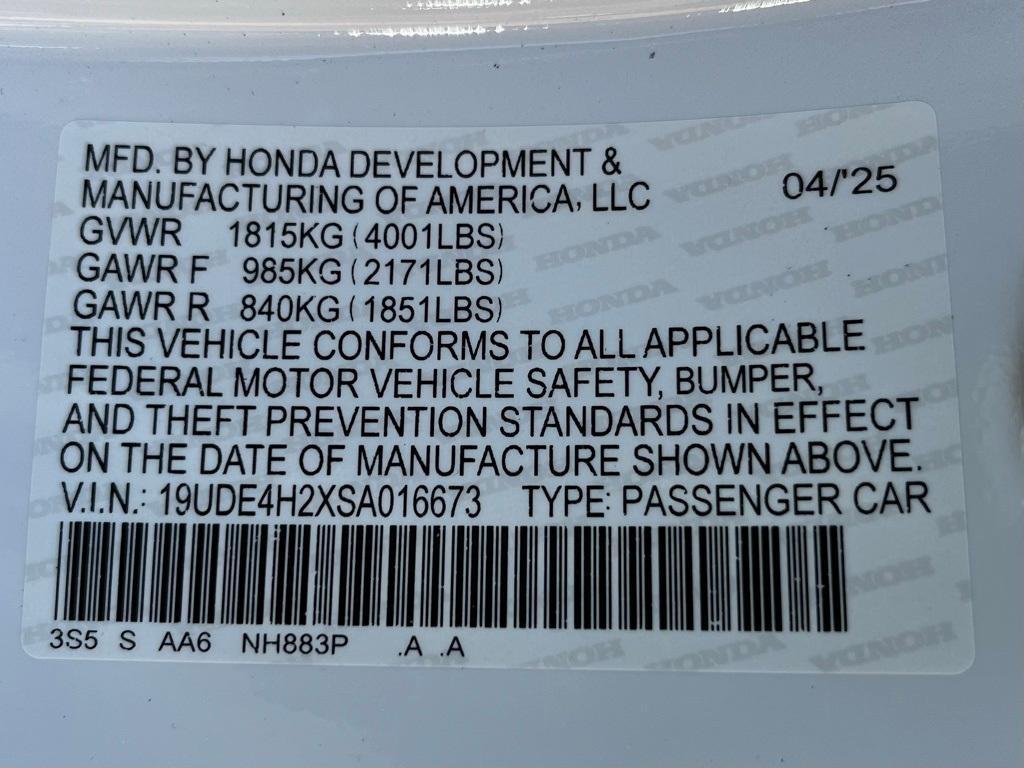 MFD. BY HONDA DEVELOPMENT &
MANUFACTURING OF AMERICA, LLC 04/'25
GVWR 1815KG (4001LBS)
GAWR F 985KG (2171LBS)
GAWR R 840KG (1851LBS)
THIS VEHICLE CONFORMS TO ALL APPLICABLE
FEDERAL MOTOR VEHICLE SAFETY, BUMPER,
AND THEFT PREVENTION STANDARDS IN EFFECT
ON THE DATE OF MANUFACTURE SHOWN ABOVE.
V.I.N.: 19UDE4H2XSA016673 TYPE: PASSENGER CAR
3S5 S AA6 NH883P .A .A